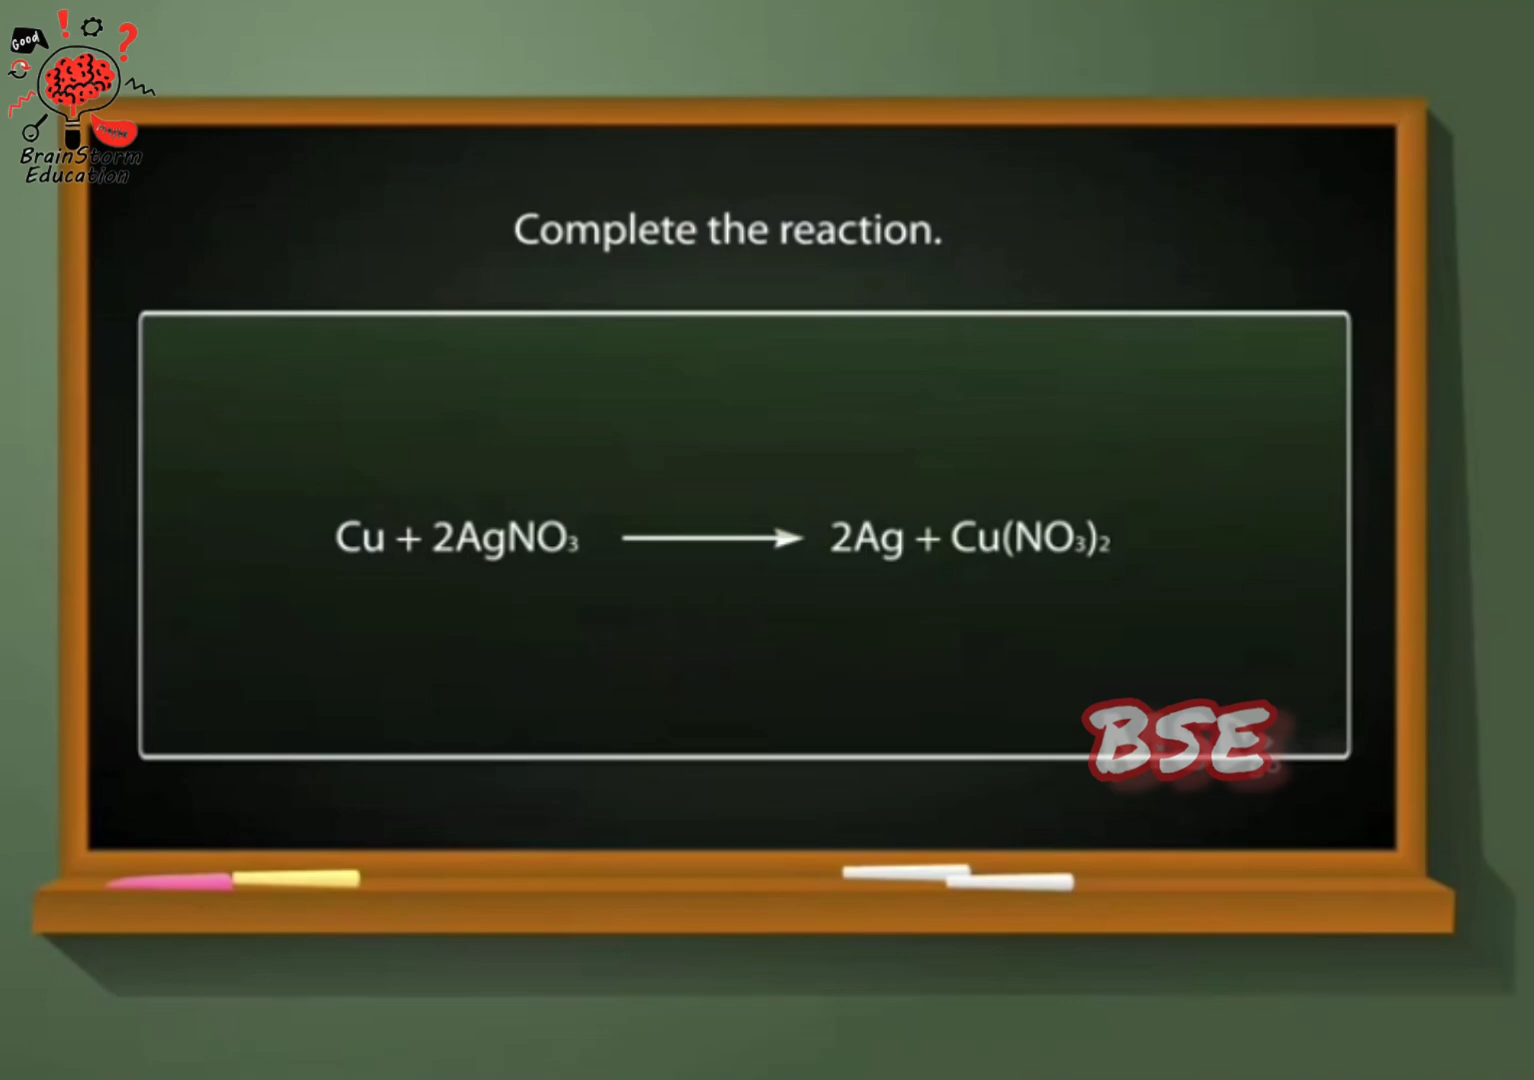 Good
!
?
BrainStorm
Education
Complete the reaction.
Cu + 2AgNO₃ ⟶ 2Ag + Cu(NO₃)₂
BSE